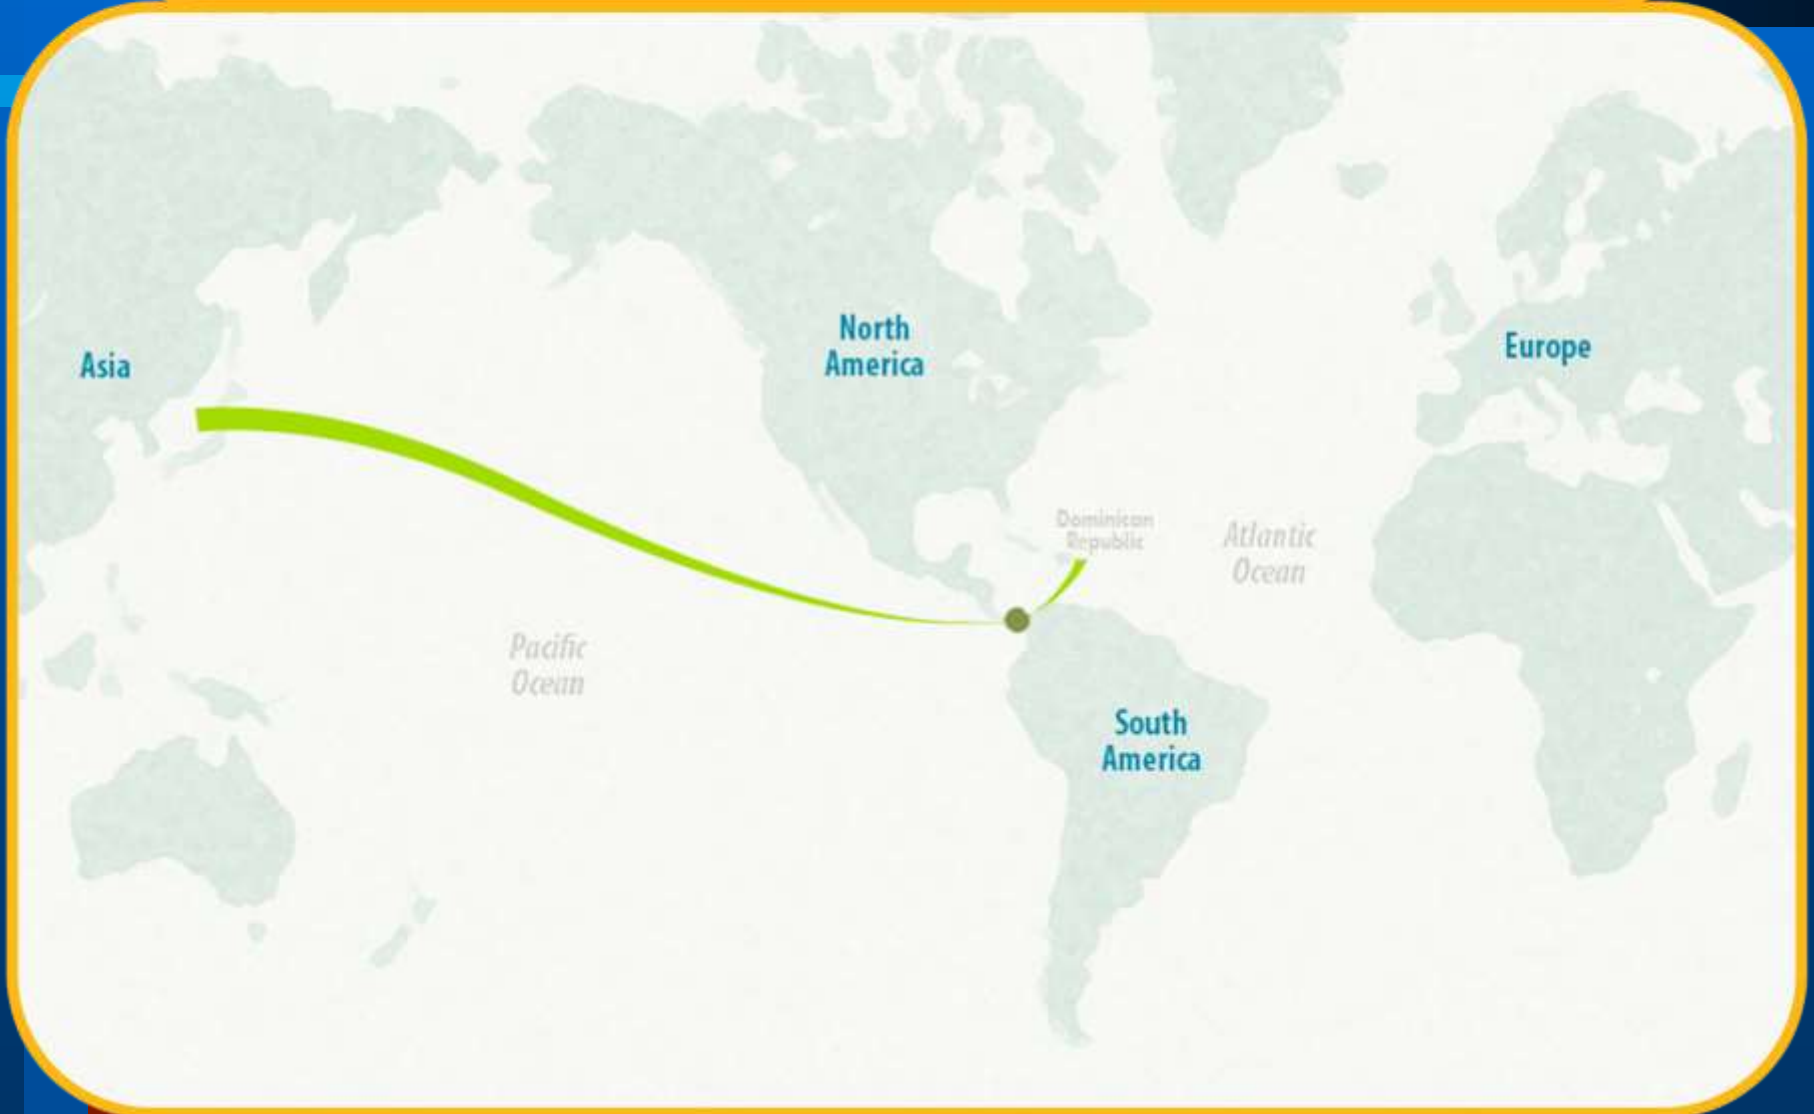 North
America
Europe
Asia
Dominican
Republic
Atlantic
Ocean
Pacific
Ocean
South
America